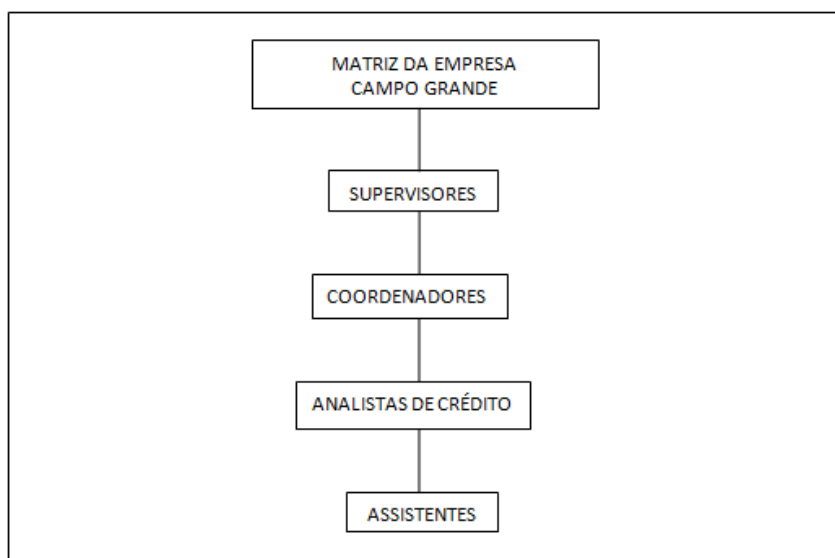 MATRIZ DA EMPRESA
CAMPO GRANDE
SUPERVISORES
COORDENADORES
ANALISTAS DE CRÉDITO
ASSISTENTES